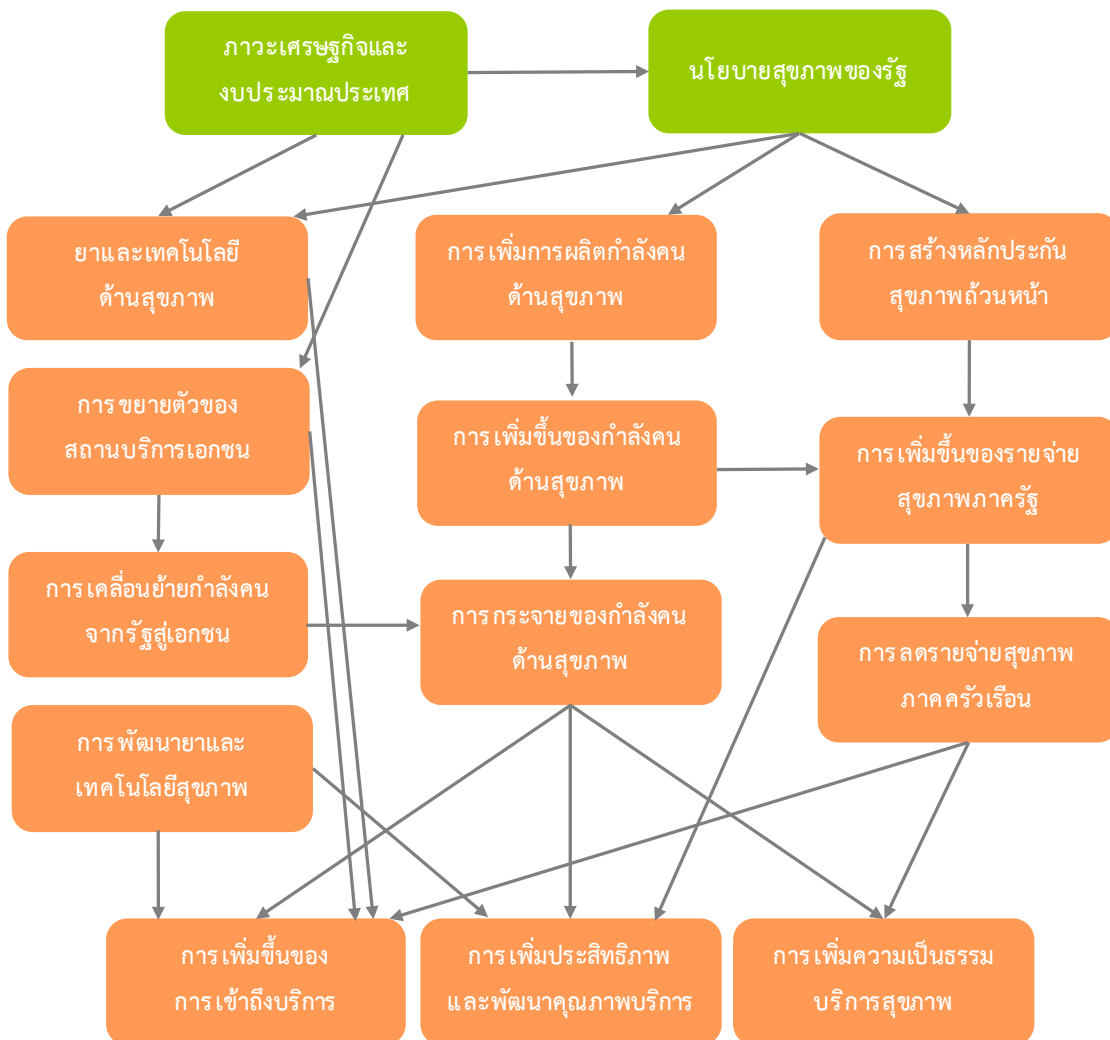 ภาวะเศรษฐกิจและ
งบประมาณประเทศ
นโยบายสุขภาพของรัฐ
ยาและเทคโนโลยี
ด้านสุขภาพ
การเพิ่มการผลิตกำลังคน
ด้านสุขภาพ
การสร้างหลักประกัน
สุขภาพถ้วนหน้า
การขยายตัวของ
สถานบริการเอกชน
การเพิ่มขึ้นของกำลังคน
ด้านสุขภาพ
การเพิ่มขึ้นของรายจ่าย
สุขภาพภาครัฐ
การเคลื่อนย้ายกำลังคน
จากรัฐสู่เอกชน
การกระจายของกำลังคน
ด้านสุขภาพ
การลดรายจ่ายสุขภาพ
ภาคครัวเรือน
การพัฒนายาและ
เทคโนโลยีสุขภาพ
การเพิ่มขึ้นของ
การเข้าถึงบริการ
การเพิ่มประสิทธิภาพ
และพัฒนาคุณภาพบริการ
การเพิ่มความเป็นธรรม
บริการสุขภาพ